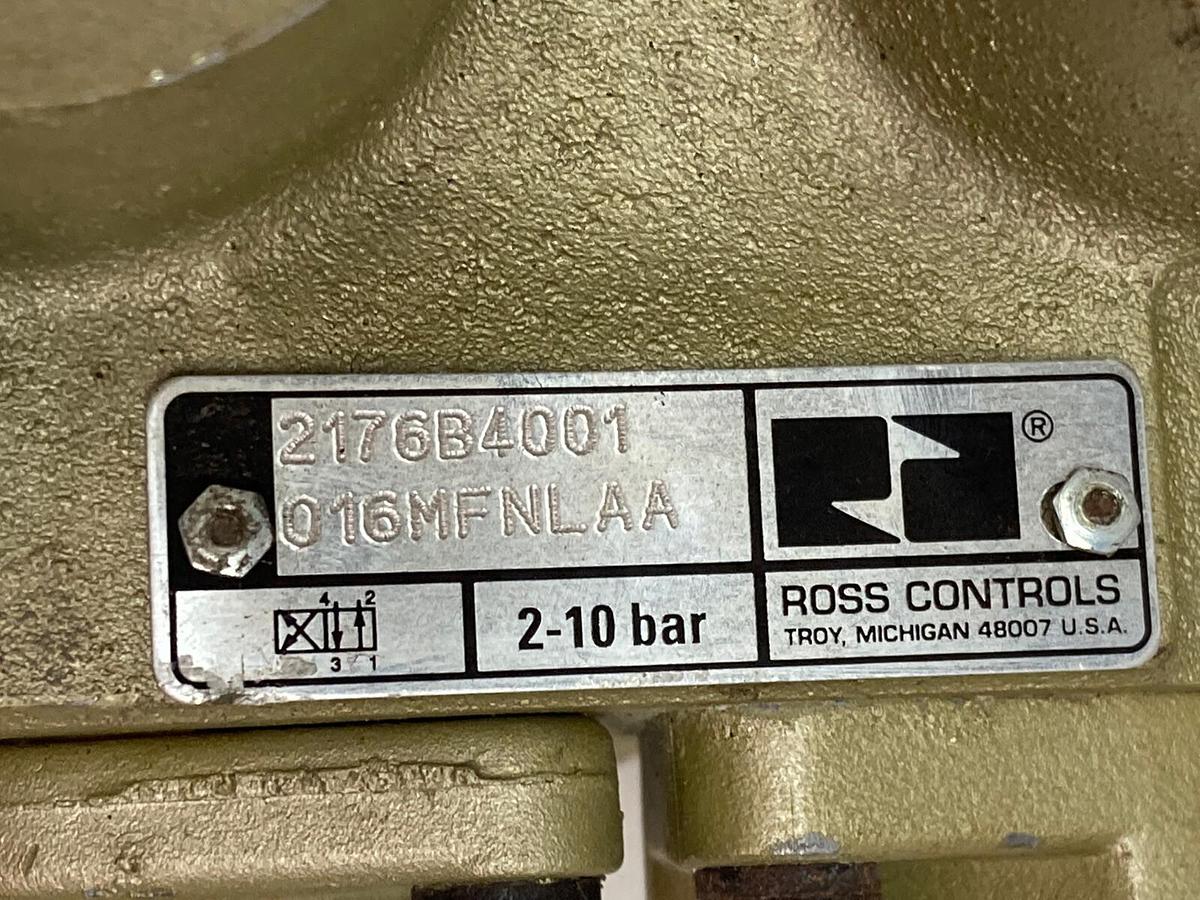 2176B4001
016MFNLAA
®
4 2
3 1
2-10 bar
ROSS CONTROLS
TROY, MICHIGAN 48007 U.S.A.